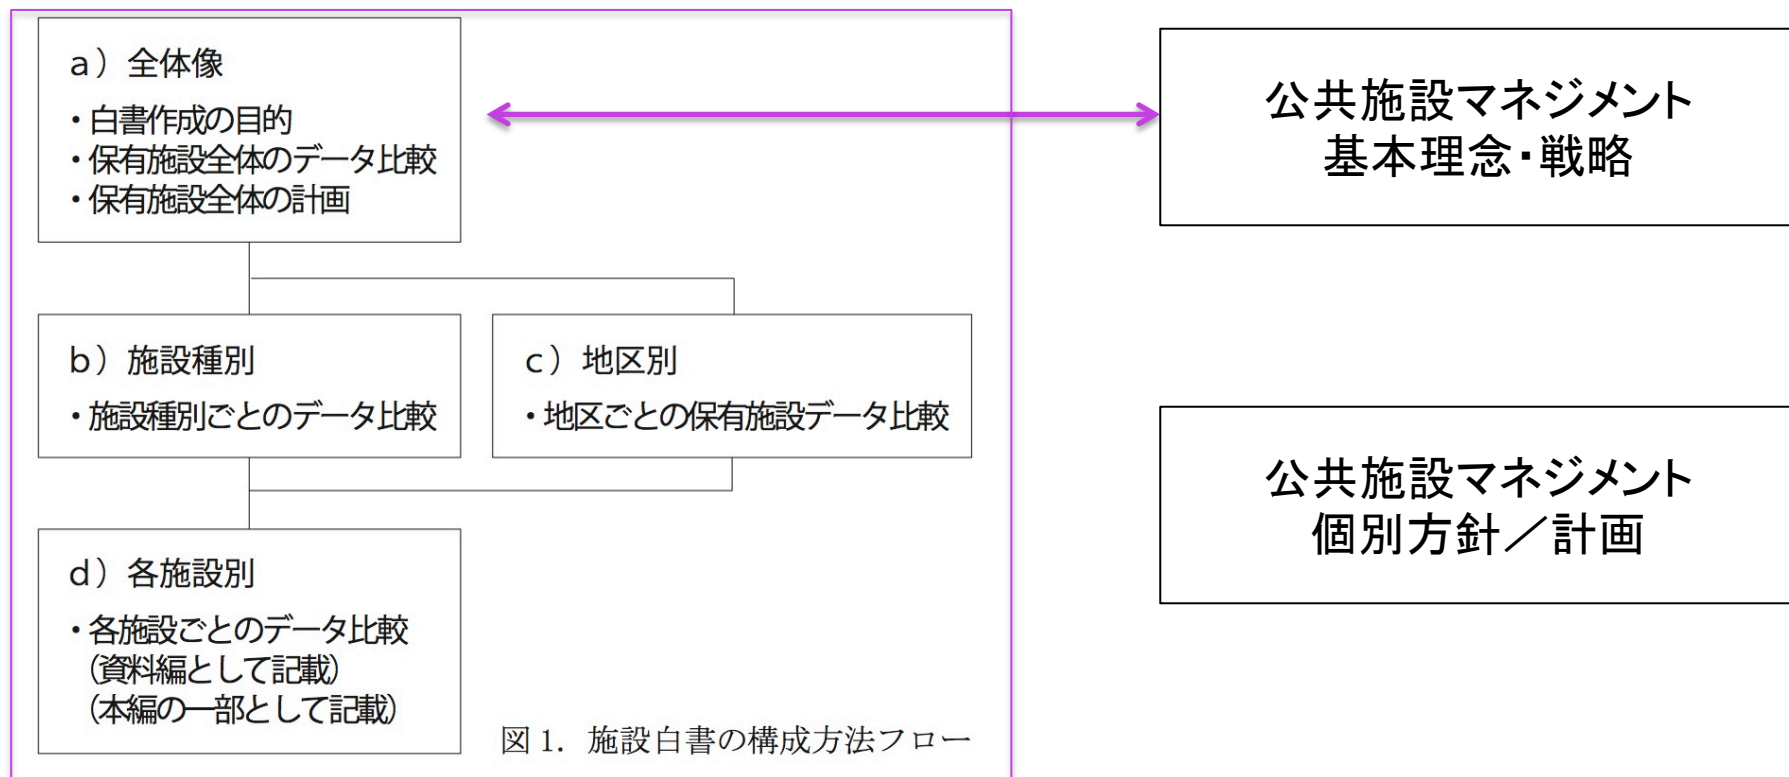 a）全体像
・白書作成の目的
・保有施設全体のデータ比較
・保有施設全体の計画
b）施設種別
・施設種別ごとのデータ比較
c）地区別
・地区ごとの保有施設データ比較
d）各施設別
・各施設ごとのデータ比較
（資料編として記載）
（本編の一部として記載）
図1．施設白書の構成方法フロー
公共施設マネジメント
基本理念・戦略
公共施設マネジメント
個別方針／計画